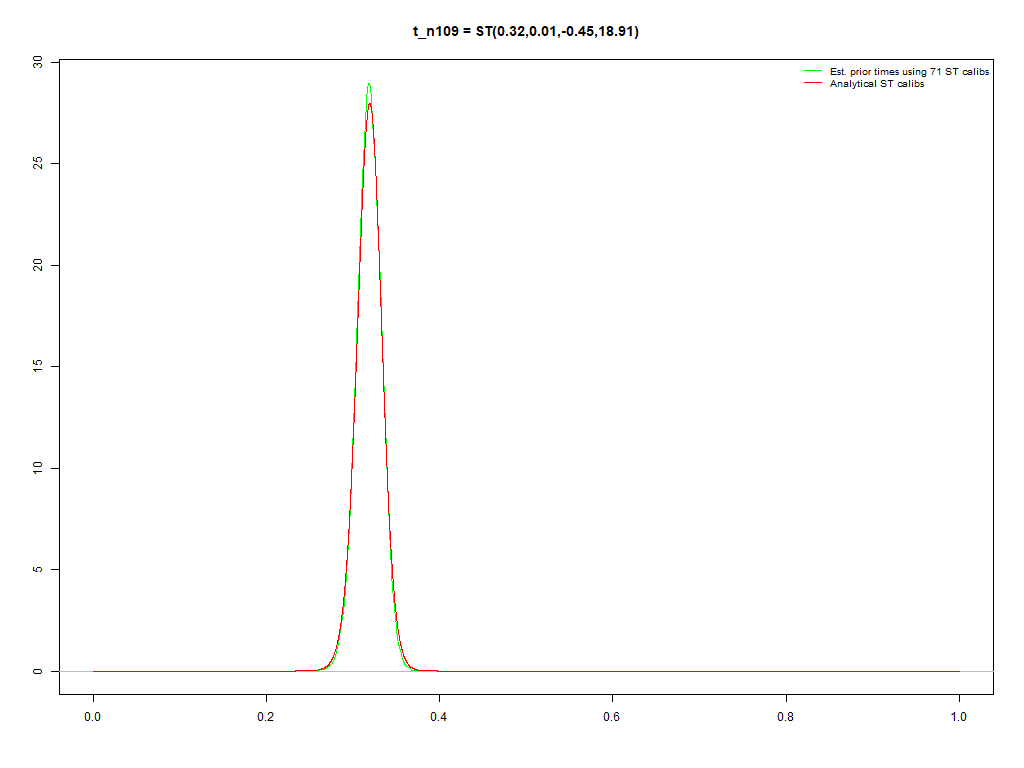 t_n109 = ST(0.32,0.01,-0.45,18.91)
Est. prior times using 71 ST calibs
Analytical ST calibs
30
25
20
15
10
5
0
0.0 0.2 0.4 0.6 0.8 1.0